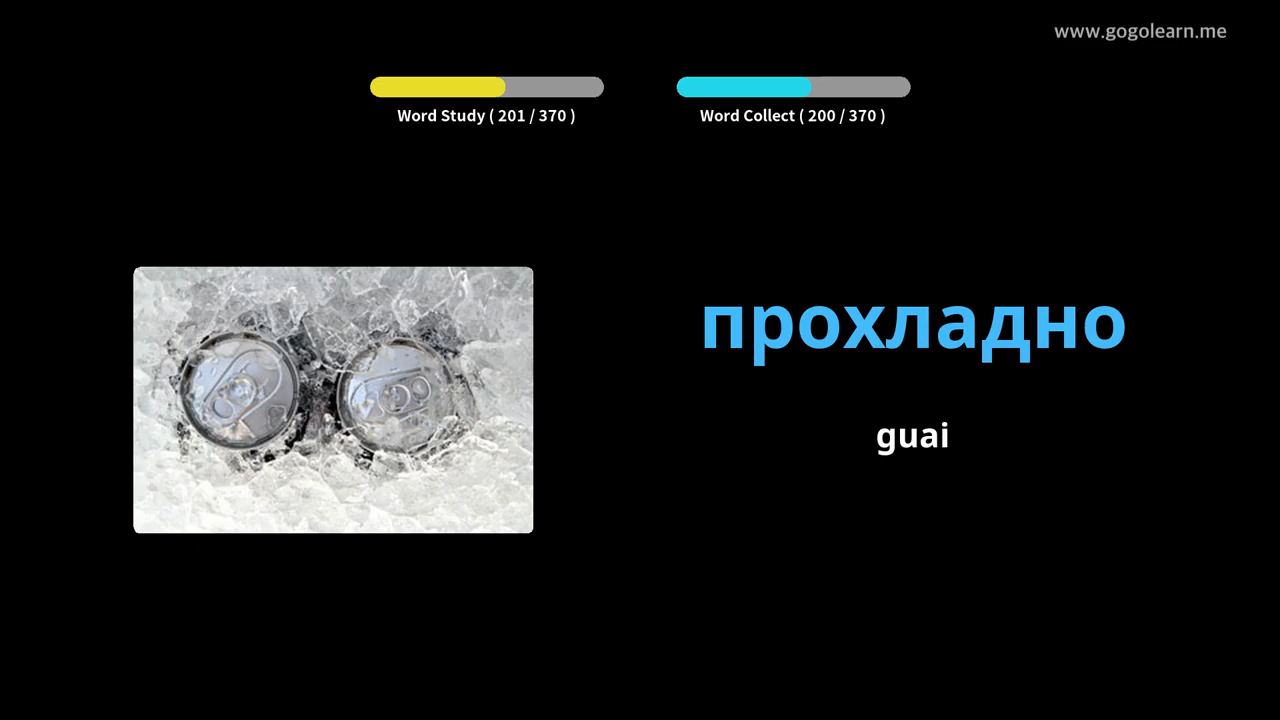 www.gogolearn.me
Word Study ( 201 / 370 )
Word Collect ( 200 / 370 )
прохладно
guai